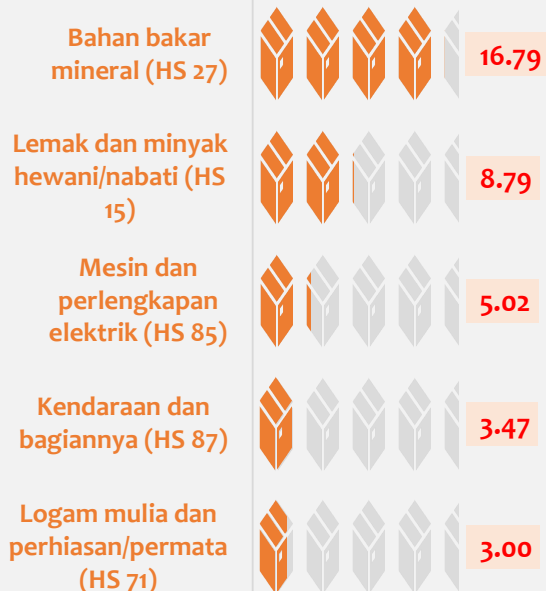 Bahan bakar
mineral (HS 27)
16.79
Lemak dan minyak
hewani/nabati (HS
15)
8.79
Mesin dan
perlengkapan
elektrik (HS 85)
5.02
Kendaraan dan
bagiannya (HS 87)
3.47
Logam mulia dan
perhiasan/permata
(HS 71)
3.00